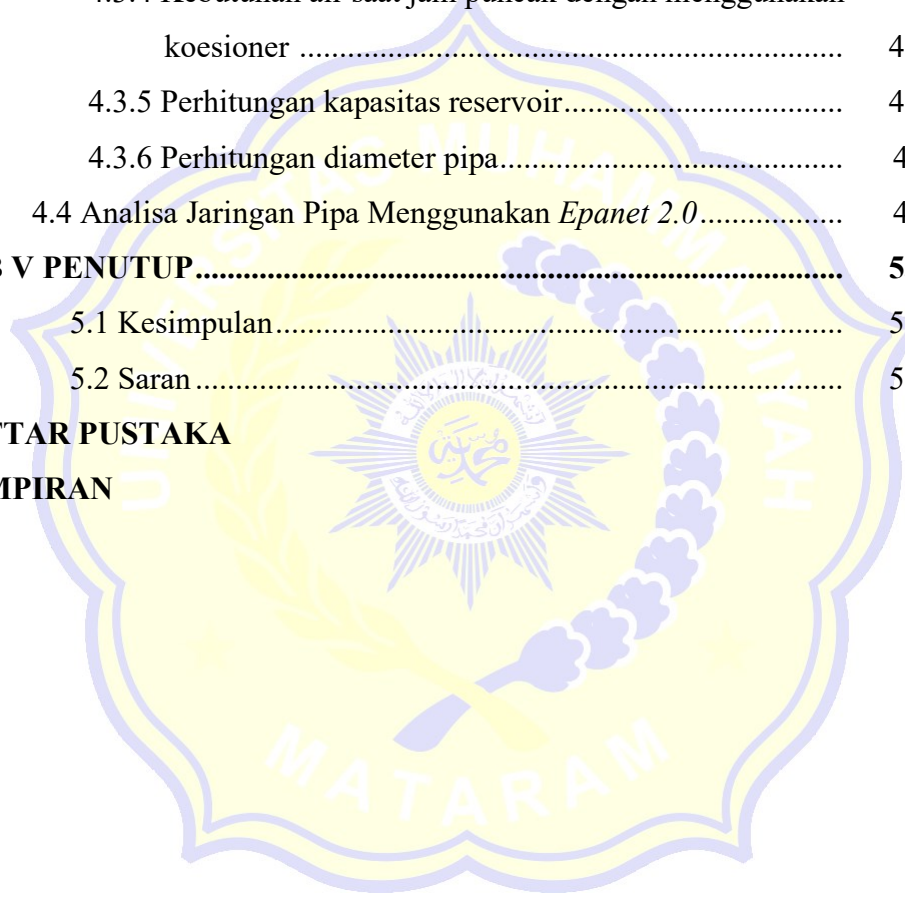 koesioner ............................................................... 4
4.3.5 Perhitungan kapasitas reservoir................................... 4
4.3.6 Perhitungan diameter pipa........................................... 4
4.4 Analisa Jaringan Pipa Menggunakan Epanet 2.0.................. 4
V PENUTUP................................................................................. 5
5.1 Kesimpulan....................................................................... 5
5.2 Saran ................................................................................. 5
TAR PUSTAKA
MPIRAN
UNIVERSITAS MUHAMMADIYAH
MATARAM